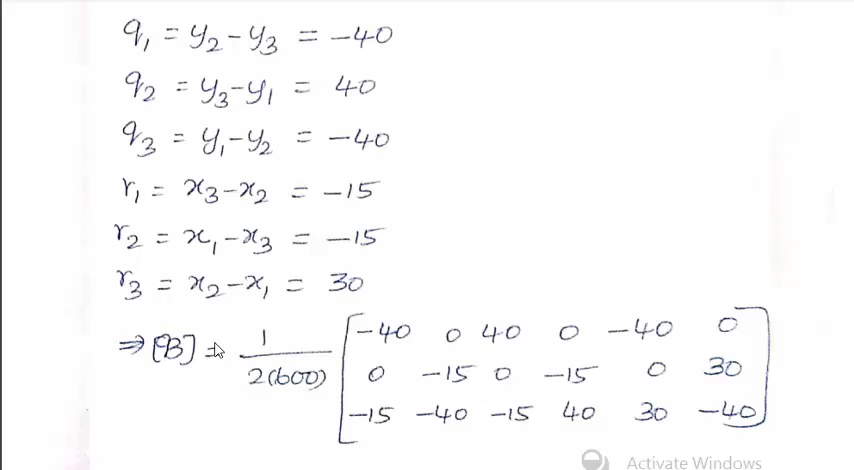 q₁ = y₂ - y₃ = -40
q₂ = y₃ - y₁ = 40
q₃ = y₁ - y₂ = -40
r₁ = x₃ - x₂ = -15
r₂ = x₁ - x₃ = -15
r₃ = x₂ - x₁ = 30
-40 0 40 0 -40 0
⇒ [B] = 1 / 2(600) 0 -15 0 -15 0 30
-15 -40 -15 40 30 -40
Activate Windows